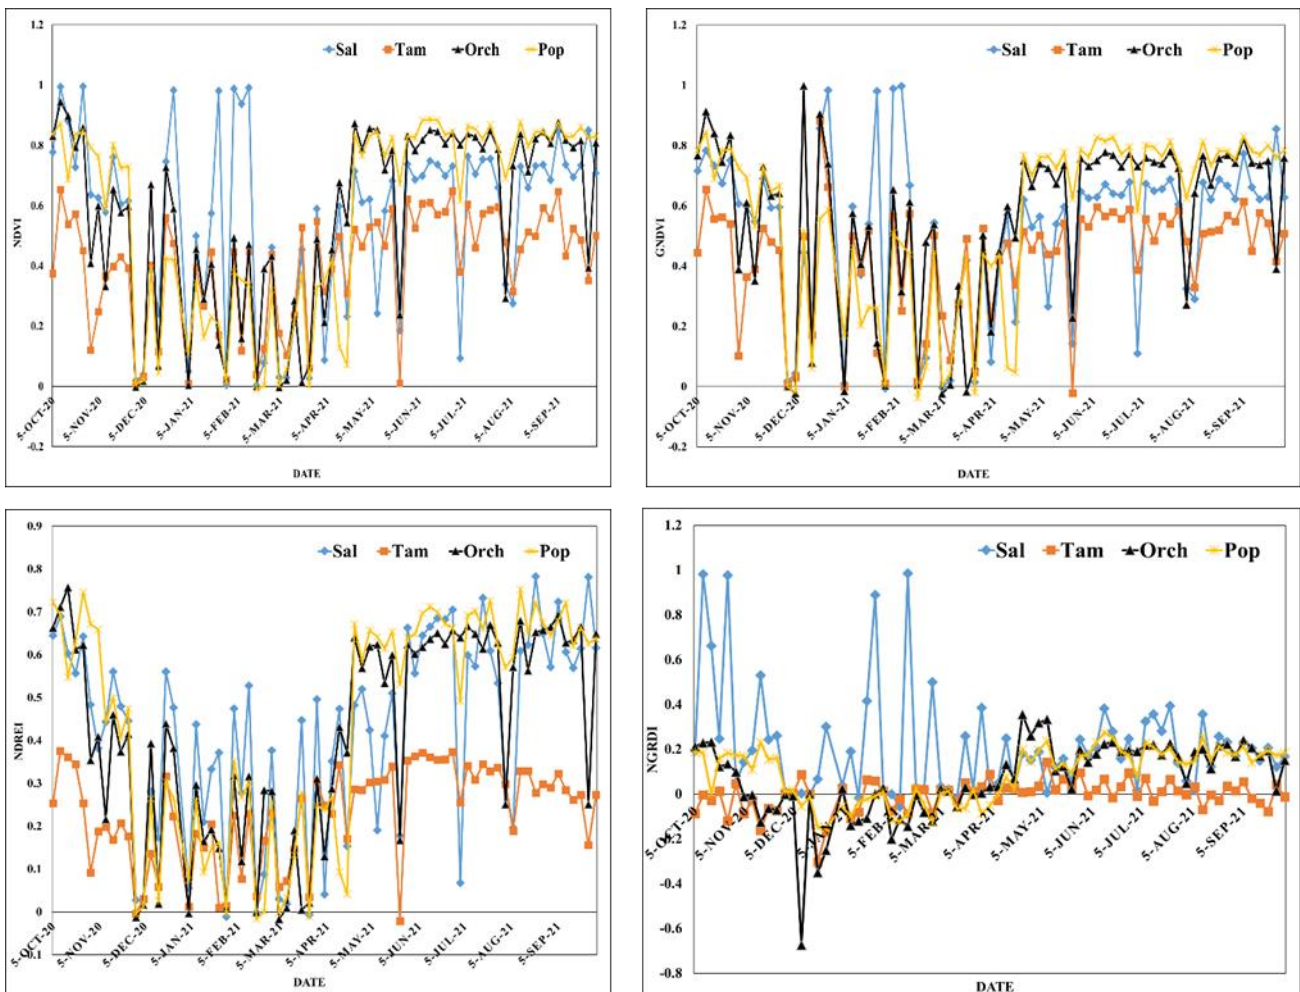 1.2
Sal Tam Orch Pop
1
0.8
0.6
NDVI
0.4
0.2
0
5-OCT-20 5-NOV-20 5-DEC-20 5-JAN-21 5-FEB-21 5-MAR-21 5-APR-21 5-MAY-21 5-JUN-21 5-JUL-21 5-AUG-21 5-SEP-21
-0.2
DATE
1.2
Sal Tam Orch Pop
1
0.8
0.6
GNDVI
0.4
0.2
0
5-OCT-20 5-NOV-20 5-DEC-20 5-JAN-21 5-FEB-21 5-MAR-21 5-APR-21 5-MAY-21 5-JUN-21 5-JUL-21 5-AUG-21 5-SEP-21
-0.2
DATE
0.9
Sal Tam Orch Pop
0.8
0.7
0.6
0.5
NDREI
0.4
0.3
0.2
0.1
0
5-OCT-20 5-NOV-20 5-DEC-20 5-JAN-21 5-FEB-21 5-MAR-21 5-APR-21 5-MAY-21 5-JUN-21 5-JUL-21 5-AUG-21 5-SEP-21
0.1
DATE
1.2
Sal Tam Orch Pop
1
0.8
0.6
0.4
NGRDI
0.2
0
5-OCT-20 5-NOV-20 5-DEC-20 5-JAN-21 5-FEB-21 5-MAR-21 5-APR-21 5-MAY-21 5-JUN-21 5-JUL-21 5-AUG-21 5-SEP-21
-0.2
-0.4
-0.6
-0.8
DATE